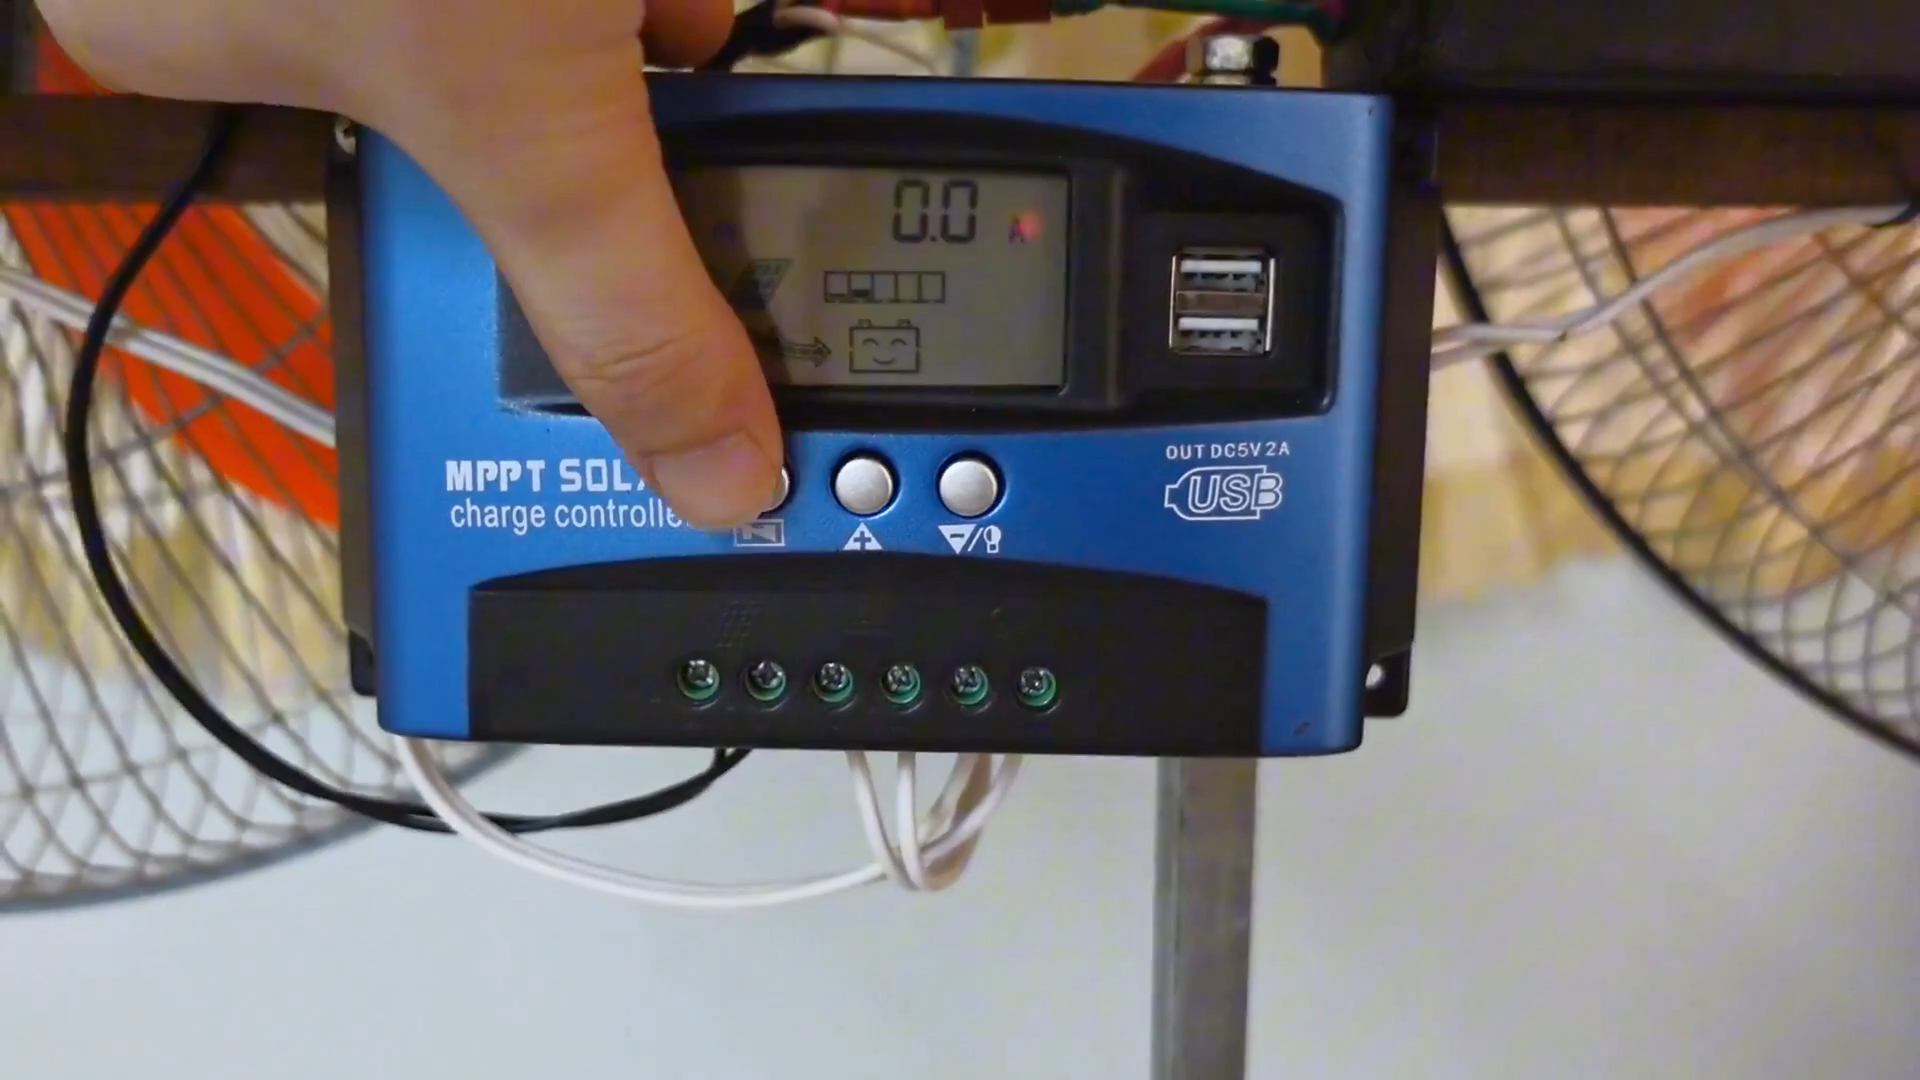 0.0 A
MPPT SOL
charge controlle
OUT DC5V 2A
USB